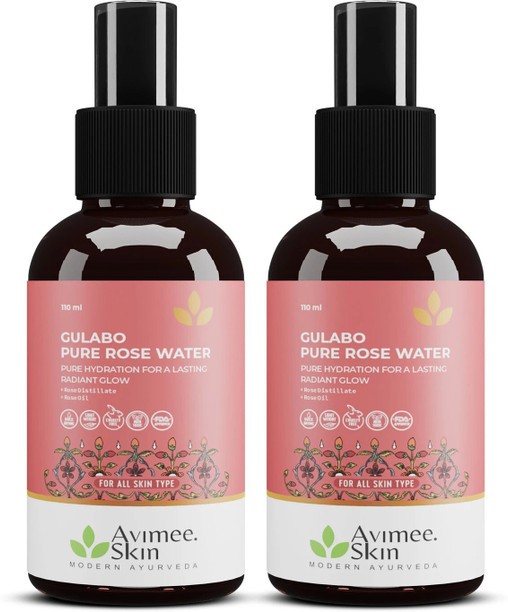 110 ml
GULABO
PURE ROSE WATER
PURE HYDRATION FOR A LASTING
RADIANT GLOW
• Rose Distillate
• Rose Oil
FOR ALL SKIN TYPE
Avimee.
Skin
MODERN AYURVEDA
110 ml
GULABO
PURE ROSE WATER
PURE HYDRATION FOR A LASTING
RADIANT GLOW
• Rose Distillate
• Rose Oil
FOR ALL SKIN TYPE
Avimee.
Skin
MODERN AYURVEDA